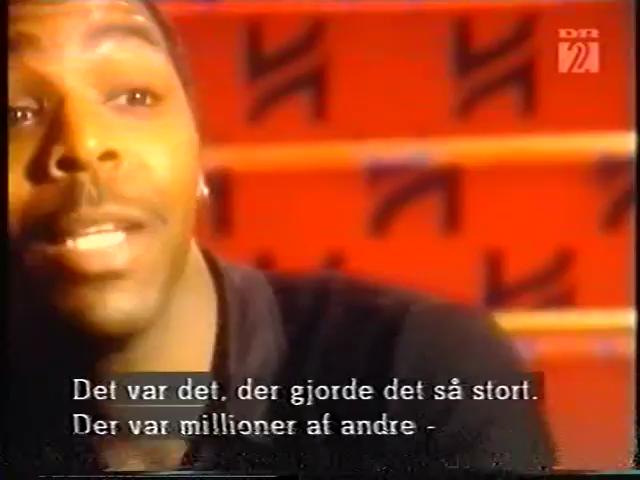 DR
2
Det var det, der gjorde det så stort.
Der var millioner af andre -